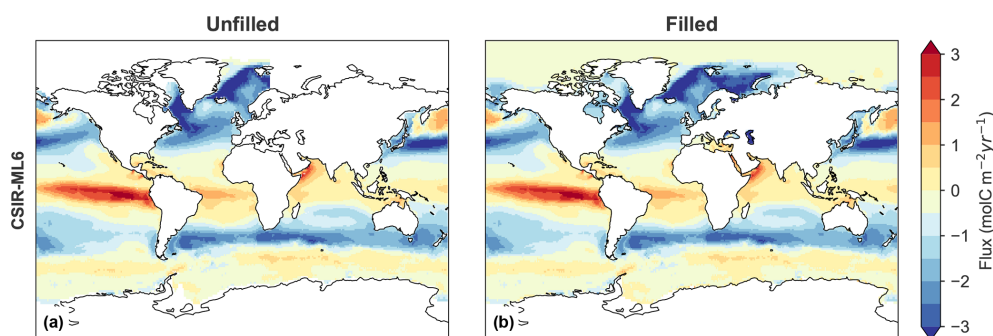 Unfilled
Filled
CSIR-ML6
(a)
(b)
3
2
1
0
−1
−2
−3
Flux (molC m⁻²yr⁻¹)